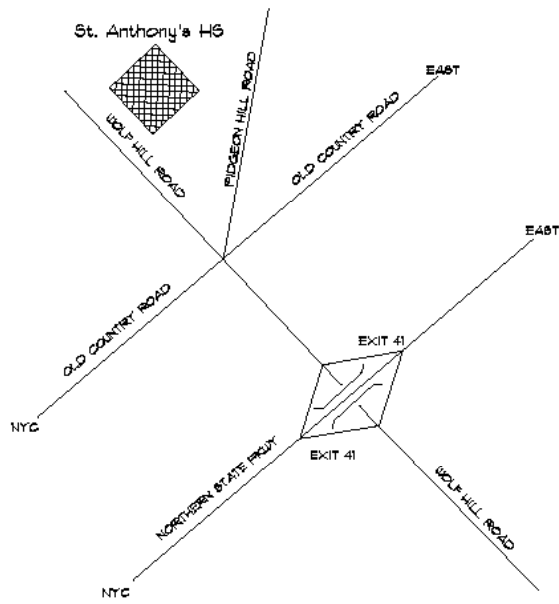 St. Anthony's HS
EAST
PIDGEON HILL ROAD
OLD COUNTRY ROAD
WOLF HILL ROAD
EAST
OLD COUNTRY ROAD
EXIT 41
NYC
EXIT 41
NORTHERN STATE PKWY
WOLF HILL ROAD
NYC